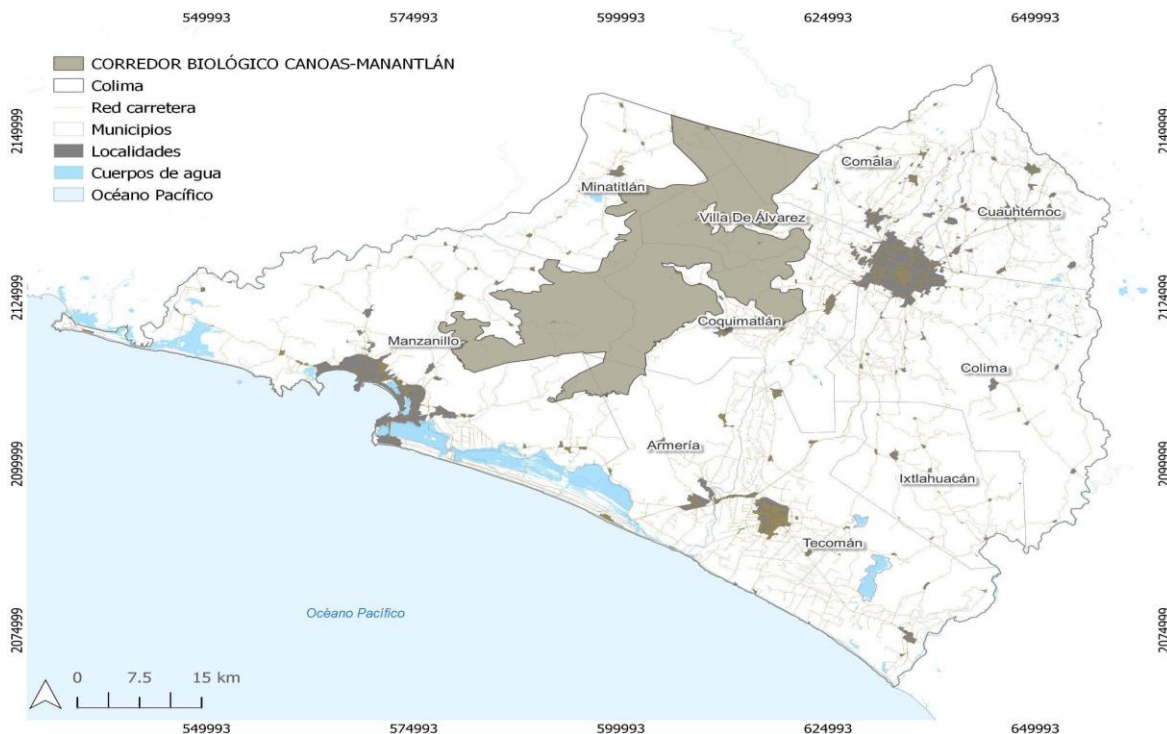 549993 574993 599993 624993 649993
CORREDOR BIOLÓGICO CANOAS-MANANTLÁN
Colima
Red carretera
Municipios
Localidades
Cuerpos de agua
Océano Pacífico
2149999
2149999
Comala
Minatitlán
Cuauhtémoc
Villa De Álvarez
2124999
2124999
Coquimatlán
Manzanillo
Colima
Armería
2099999
2099999
Ixtlahuacán
Tecomán
Océano Pacífico
2074999
2074999
0 7.5 15 km
549993 574993 599993 624993 649993